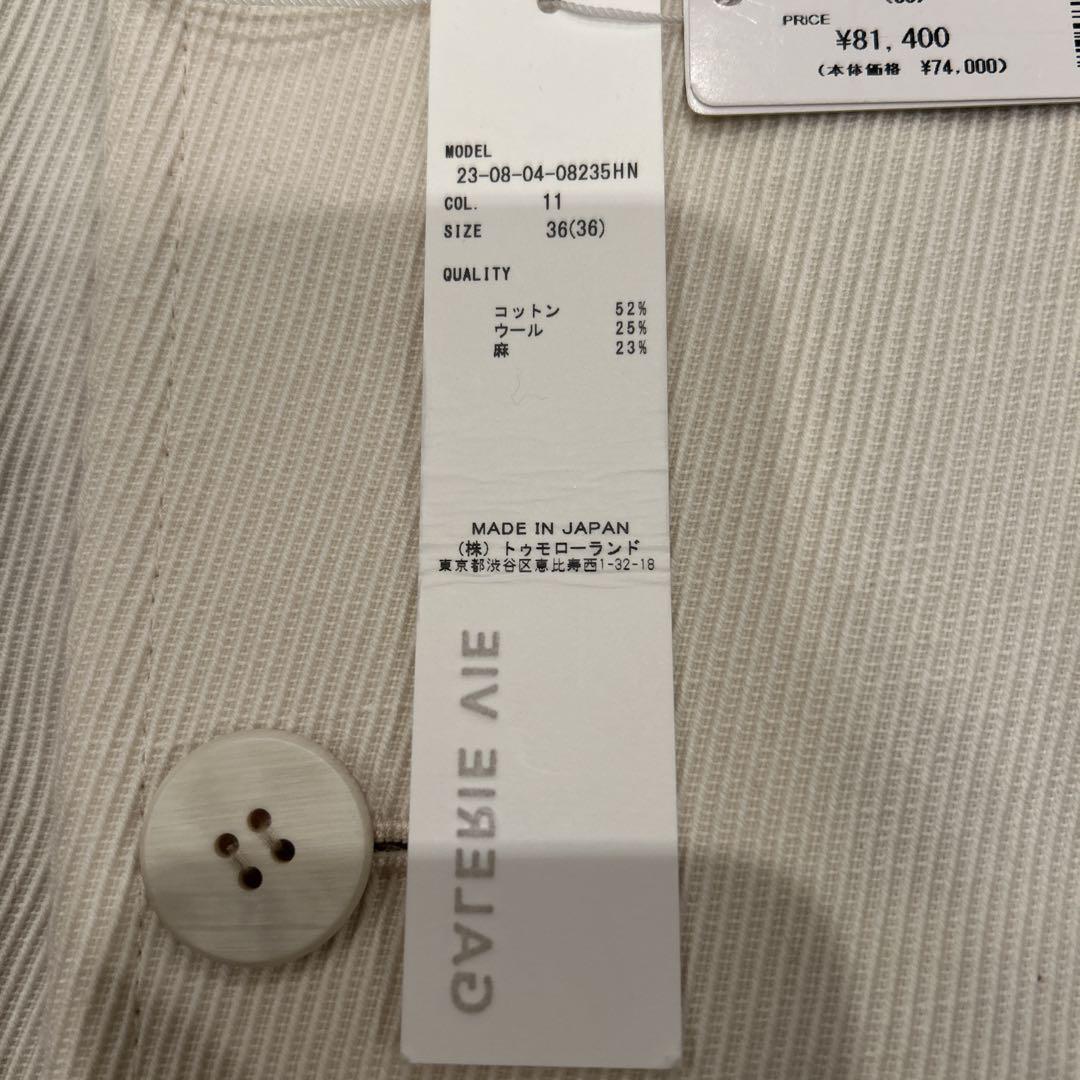 PRICE
¥81,400
(本体価格 ¥74,000)
MODEL
23-08-04-08235HN
COL. 11
SIZE 36(36)
QUALITY
コットン 52%
ウール 25%
麻 23%
MADE IN JAPAN
(株)トゥモローランド
東京都渋谷区恵比寿西1-32-18
GALERIE VIE